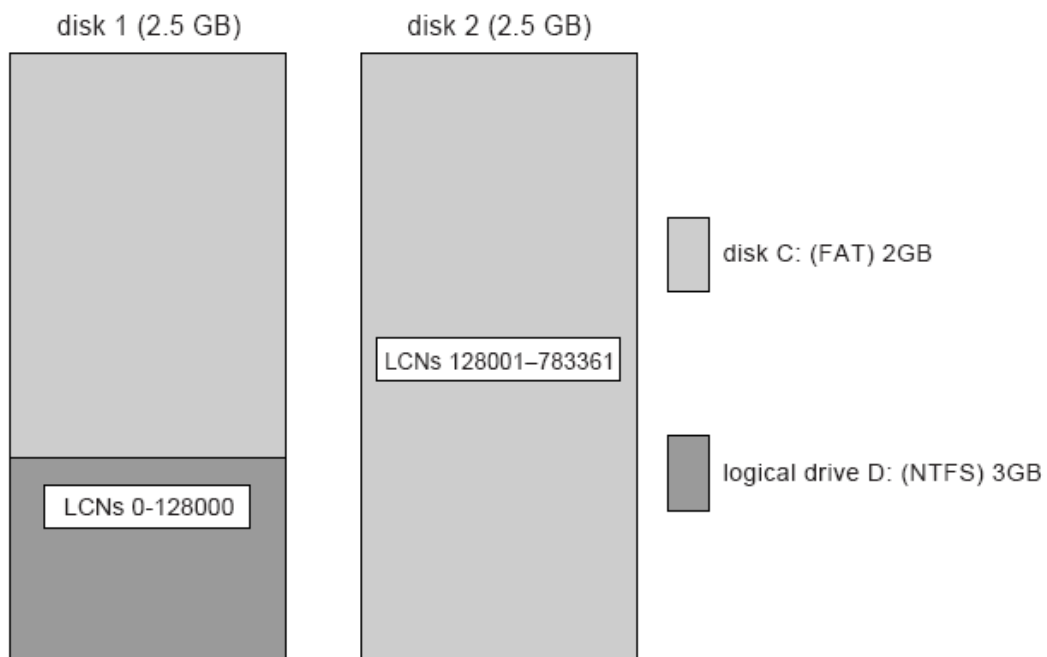 disk 1 (2.5 GB)
disk 2 (2.5 GB)
disk C: (FAT) 2GB
LCNs 128001–783361
logical drive D: (NTFS) 3GB
LCNs 0-128000